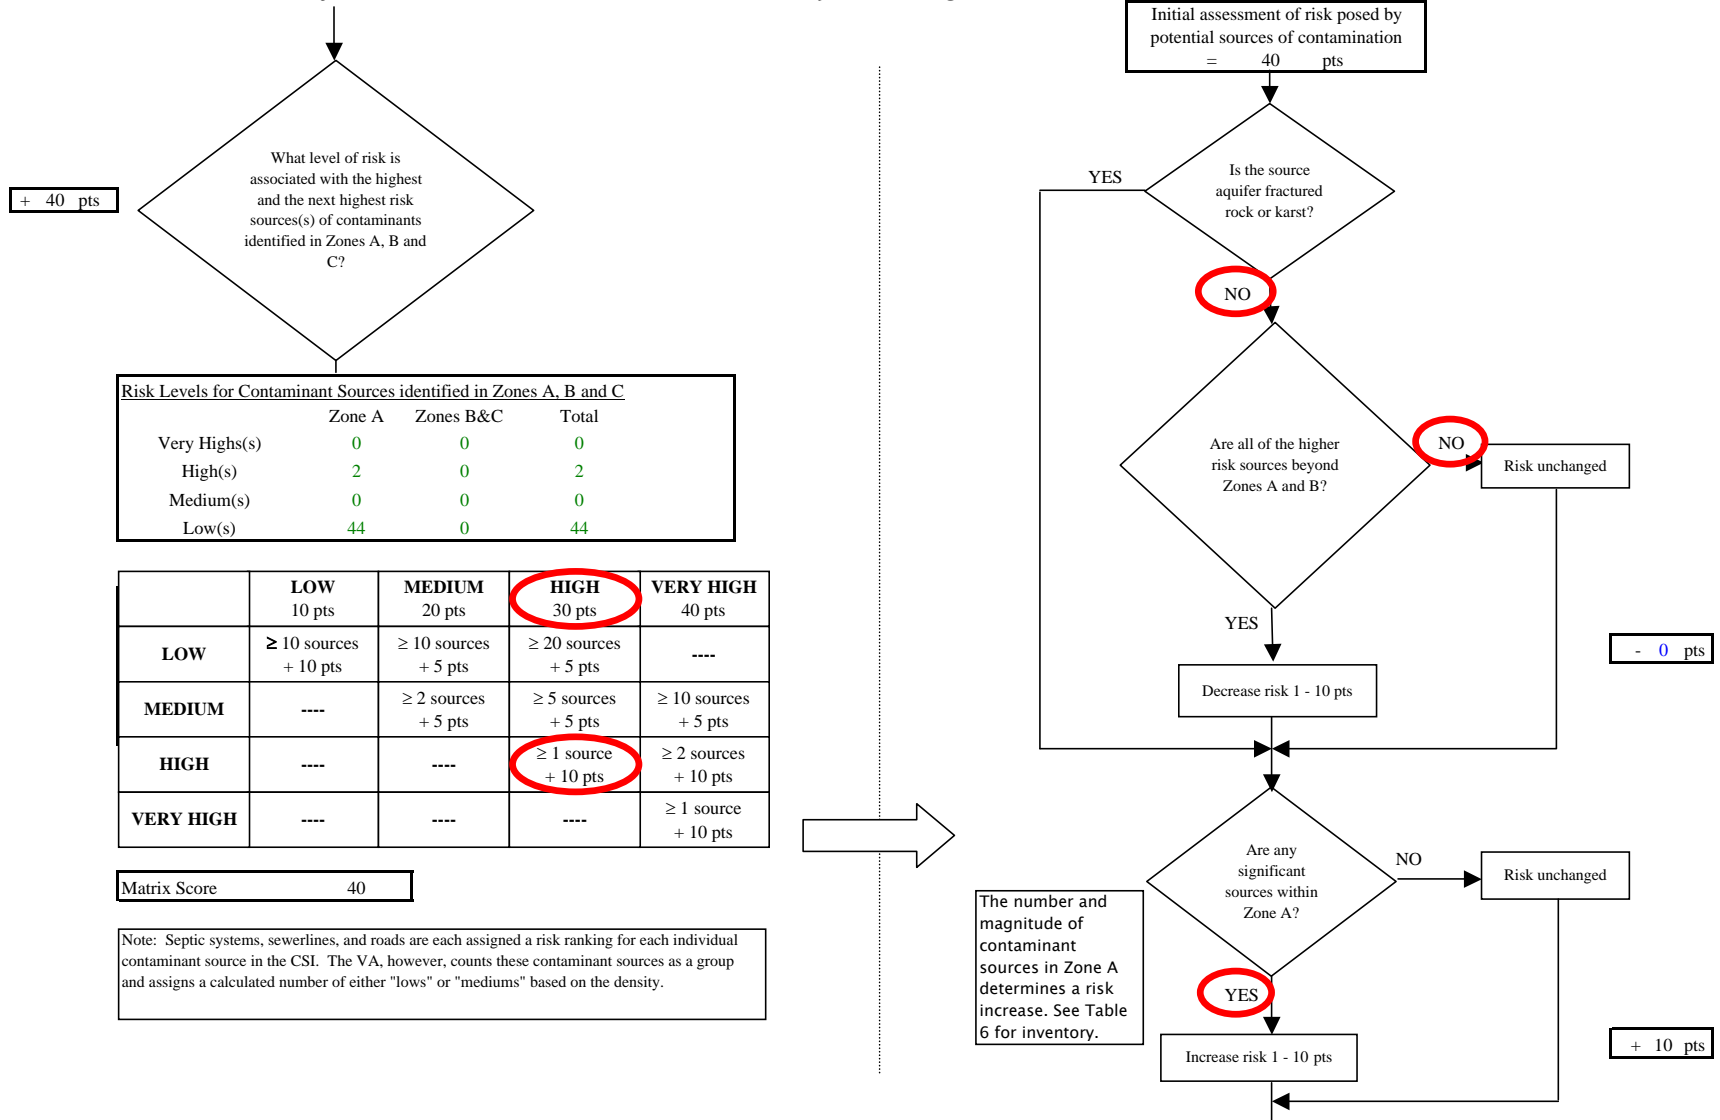 What level of risk is
associated with the highest
and the next highest risk
sources(s) of contaminants
identified in Zones A, B and
C?
+ 40 pts
Risk Levels for Contaminant Sources identified in Zones A, B and C
Zone A Zones B&C Total
Very Highs(s) 0 0 0
High(s) 2 0 2
Medium(s) 0 0 0
Low(s) 44 0 44
LOW MEDIUM HIGH VERY HIGH
10 pts 20 pts 30 pts 40 pts
LOW ≥ 10 sources ≥ 10 sources ≥ 20 sources ----
+ 10 pts + 5 pts + 5 pts
MEDIUM ---- ≥ 2 sources ≥ 5 sources ≥ 10 sources
+ 5 pts + 5 pts + 5 pts
HIGH ---- ---- ≥ 1 source ≥ 2 sources
+ 10 pts + 10 pts
VERY HIGH ---- ---- ---- ≥ 1 source
+ 10 pts
Matrix Score 40
Note: Septic systems, sewerlines, and roads are each assigned a risk ranking for each individual
contaminant source in the CSI. The VA, however, counts these contaminant sources as a group
and assigns a calculated number of either "lows" or "mediums" based on the density.
Initial assessment of risk posed by
potential sources of contamination
= 40 pts
Is the source
aquifer fractured
rock or karst?
YES
NO
Are all of the higher
risk sources beyond
Zones A and B?
NO
Risk unchanged
YES
Decrease risk 1 - 10 pts
- 0 pts
Are any
significant
sources within
Zone A?
NO
Risk unchanged
The number and
magnitude of
contaminant
sources in Zone A
determines a risk
increase. See Table
6 for inventory.
YES
Increase risk 1 - 10 pts
+ 10 pts